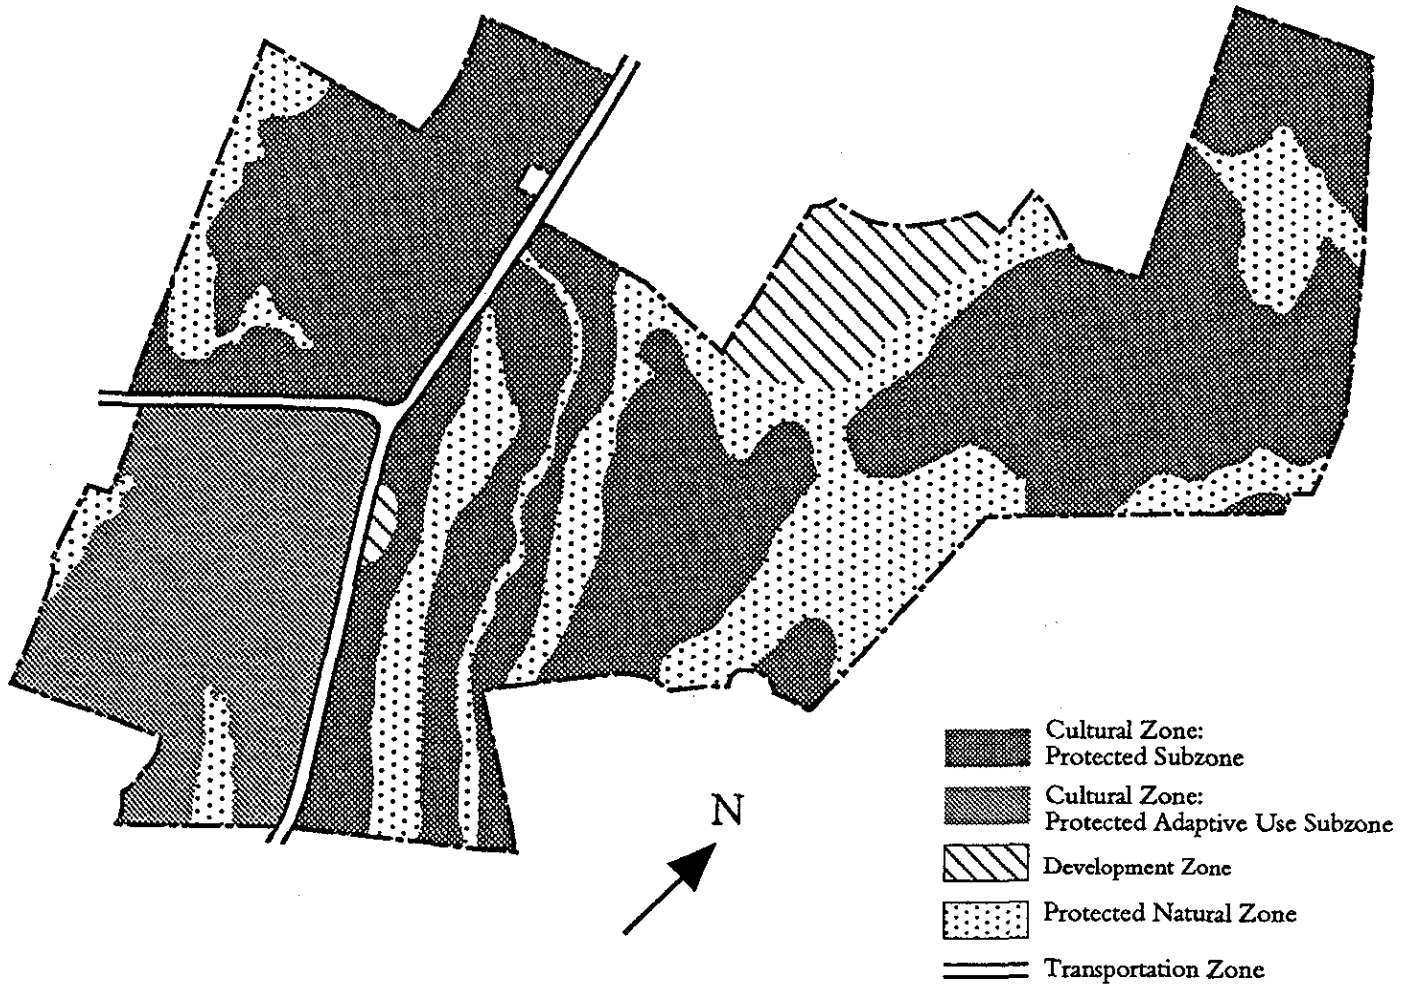 N
Cultural Zone:
Protected Subzone
Cultural Zone:
Protected Adaptive Use Subzone
Development Zone
Protected Natural Zone
Transportation Zone